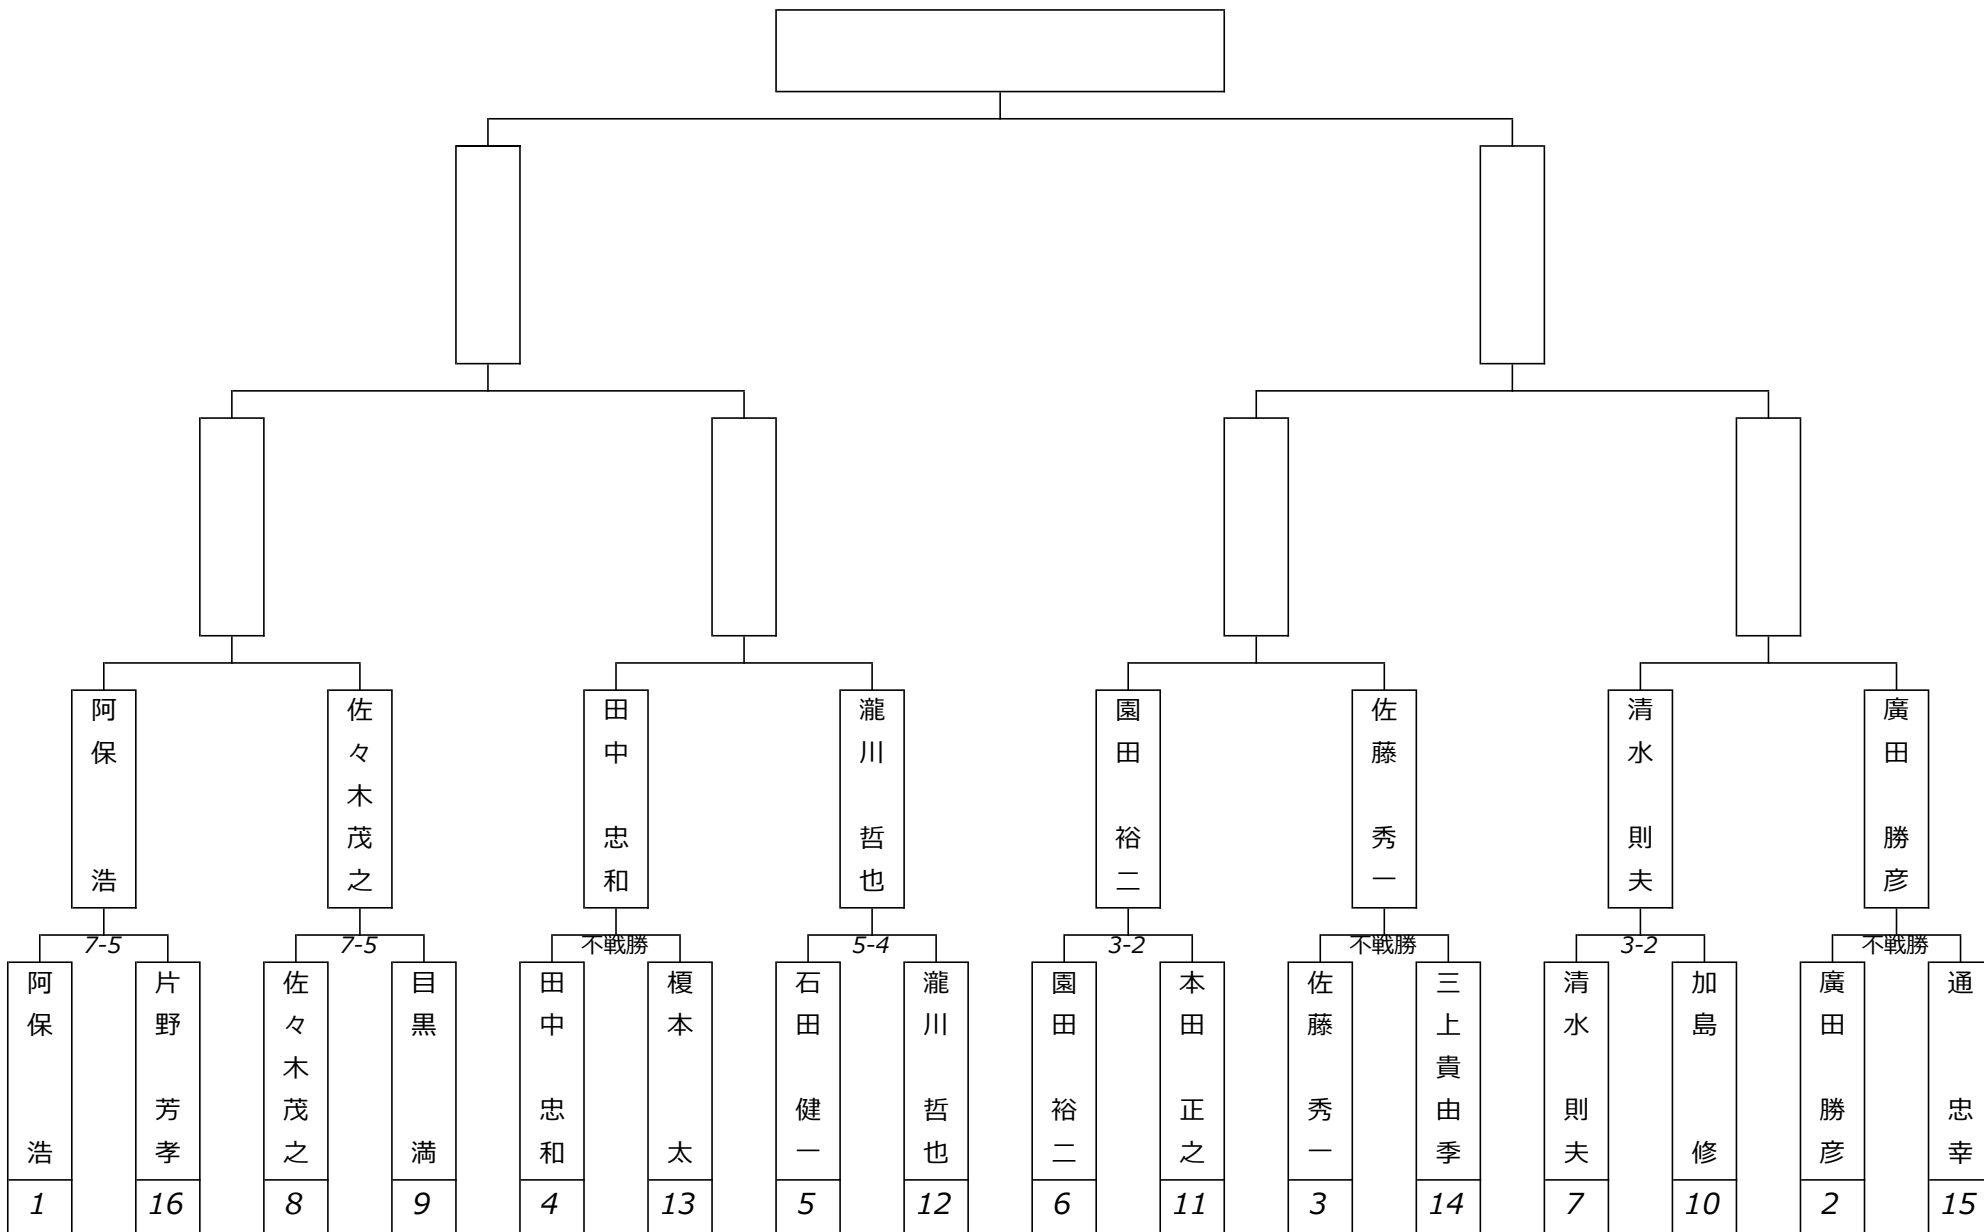 阿保 浩
佐々木茂之
田中 忠和
瀧川 哲也
園田 裕二
佐藤 秀一
清水 則夫
廣田 勝彦
7-5
7-5
不戦勝
5-4
3-2
不戦勝
3-2
不戦勝
阿保 浩
片野 芳孝
佐々木茂之
目黒 満
田中 忠和
榎本 太
石田 健一
瀧川 哲也
園田 裕二
本田 正之
佐藤 秀一
三上貴由季
清水 則夫
加島 修
廣田 勝彦
通 忠幸
1
16
8
9
4
13
5
12
6
11
3
14
7
10
2
15